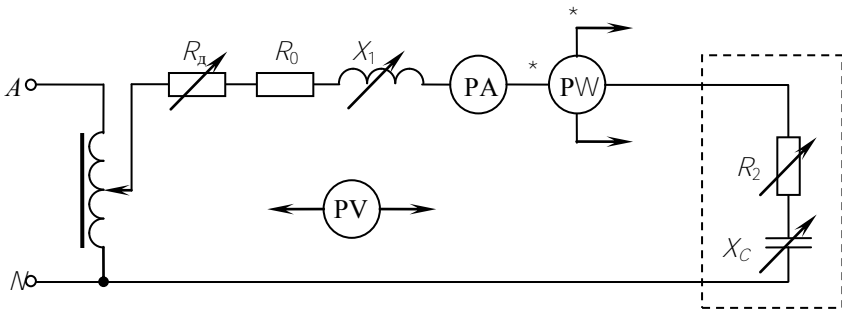 *
R_д R_0 X_1 *
A PA PW
R_2
PV
X_C
N